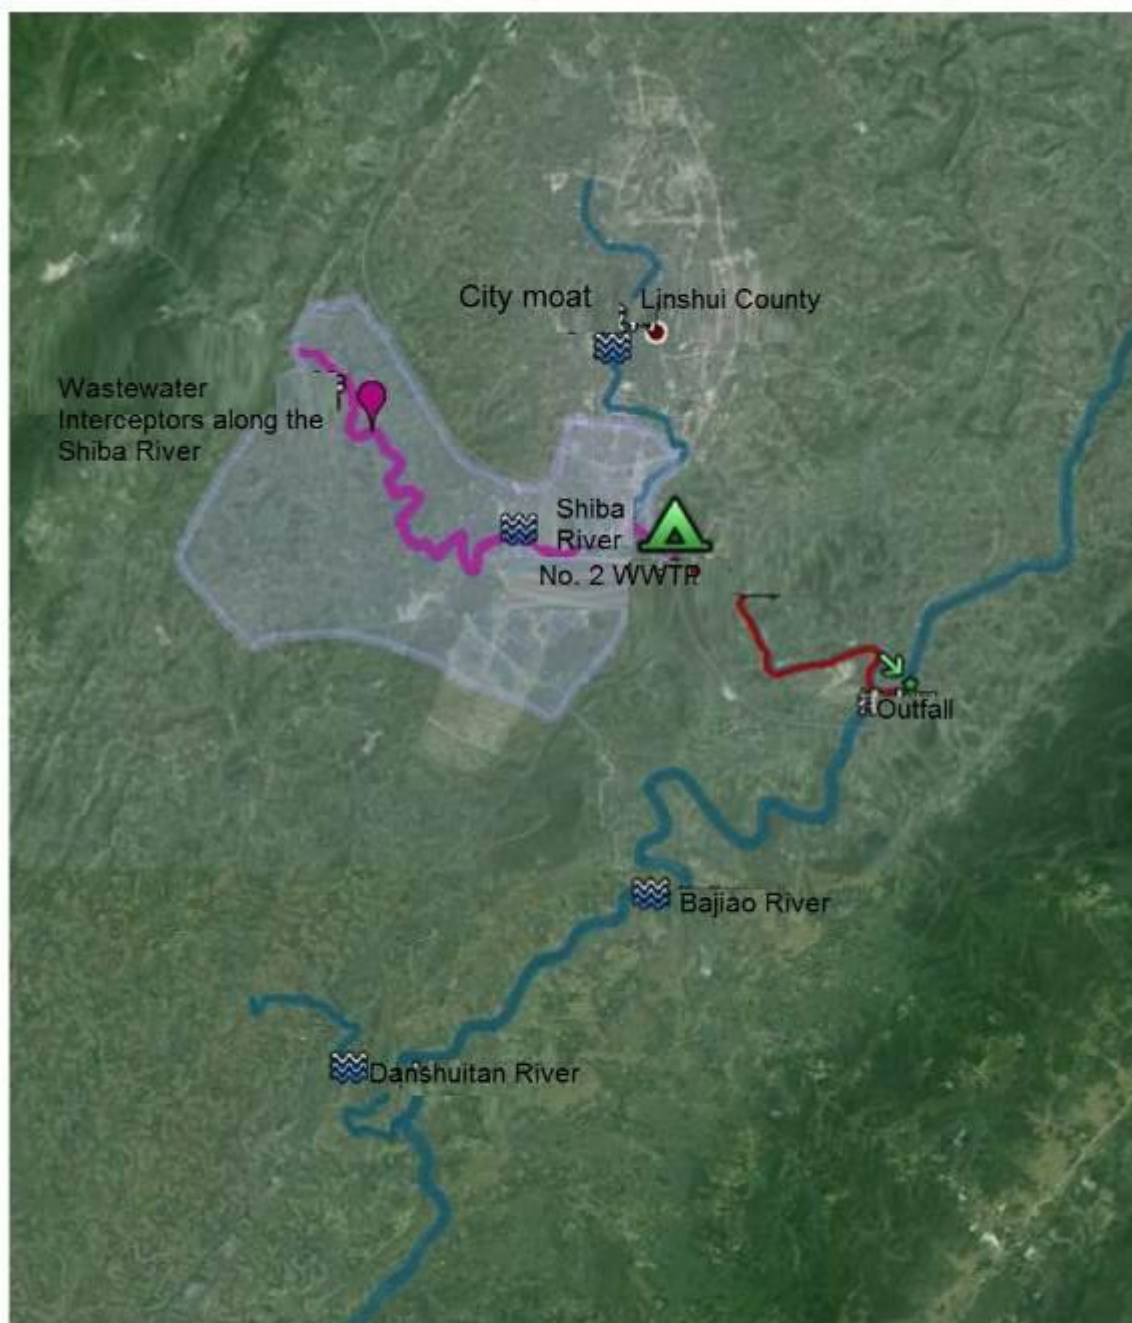 City moat
Linshui County
Wastewater
Interceptors along the
Shiba River
Shiba
River
No. 2 WWTP
Outfall
Bajiao River
Danshuitan River